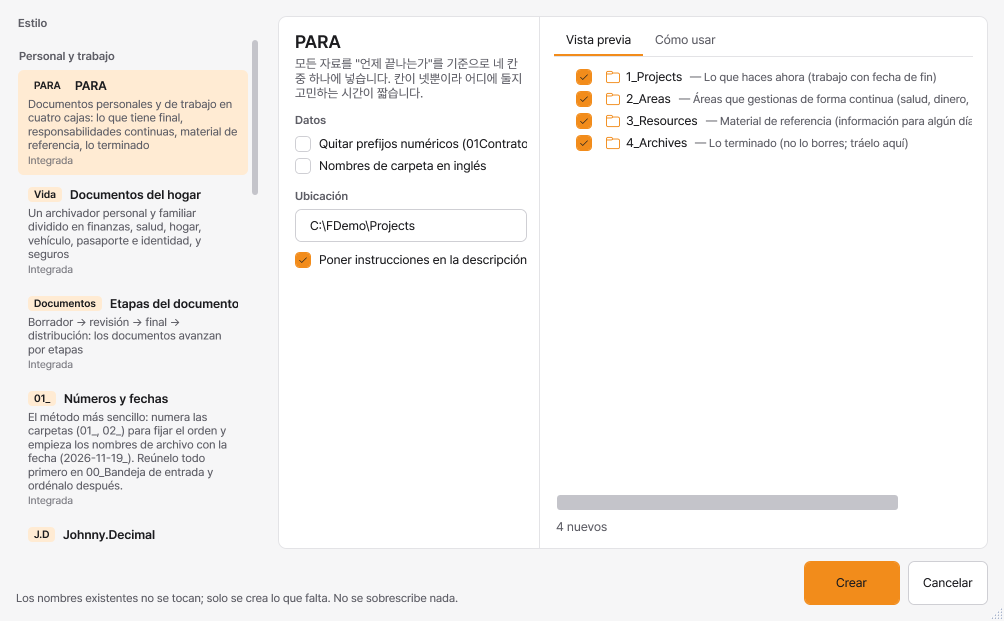 Estilo
Personal y trabajo
PARA PARA
Documentos personales y de trabajo en
cuatro cajas: lo que tiene final,
responsabilidades continuas, material de
referencia, lo terminado
Integrada
Vida Documentos del hogar
Un archivador personal y familiar
dividido en finanzas, salud, hogar,
vehículo, pasaporte e identidad, y
seguros
Integrada
Documentos Etapas del documento
Borrador → revisión → final →
distribución: los documentos avanzan
por etapas
Integrada
01_ Números y fechas
El método más sencillo: numera las
carpetas (01_, 02_) para fijar el orden y
empieza los nombres de archivo con la
fecha (2026-11-19_). Reúnelo todo
primero en 00_Bandeja de entrada y
ordénalo después.
Integrada
J.D Johnny.Decimal
PARA
모든 자료를 "언제 끝나는가"를 기준으로 네 칸
중 하나에 넣습니다. 칸이 넷뿐이라 어디에 둘지
고민하는 시간이 짧습니다.
Datos
Quitar prefijos numéricos (01Contrato
Nombres de carpeta en inglés
Ubicación
C:\FDemo\Projects
Poner instrucciones en la descripción
Vista previa Cómo usar
1_Projects — Lo que haces ahora (trabajo con fecha de fin)
2_Areas — Áreas que gestionas de forma continua (salud, dinero,
3_Resources — Material de referencia (información para algún día
4_Archives — Lo terminado (no lo borres; tráelo aquí)
4 nuevos
Los nombres existentes no se tocan; solo se crea lo que falta. No se sobrescribe nada.
Crear Cancelar